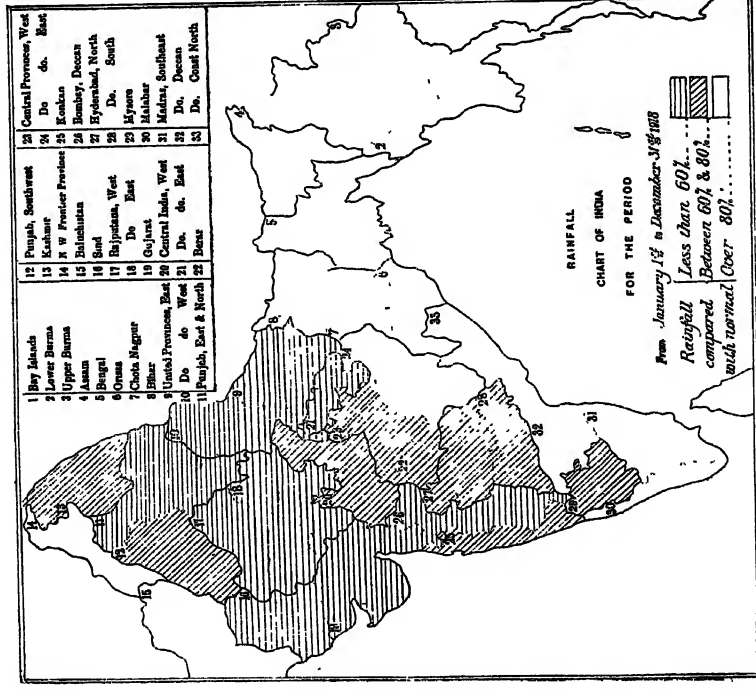 1 Bay Islands
2 Lower Burma
3 Upper Burma
4 Assam
5 Bengal
6 Orissa
7 Chota Nagpur
8 Bihar
9 United Provinces, East
10 Do do West
11 Punjab, East & North
12 Punjab, Southwest
13 Kashmir
14 N W Frontier Province
15 Baluchistan
16 Sind
17 Rajputana, West
18 Do East
19 Gujarat
20 Central India, West
21 Do. do. East
22 Berar
23 Central Provinces, West
24 Do do. East
25 Konkan
26 Bombay, Deccan
27 Hyderabad, North
28 Do. South
29 Mysore
30 Malabar
31 Madras, Southeast
32 Do. Deccan
33 Do. Coast North
RAINFALL
CHART OF INDIA
FOR THE PERIOD
From January 1st to December 31st 1918
Rainfall compared with normal
Less than 60%
Between 60% & 80%
Over 80%